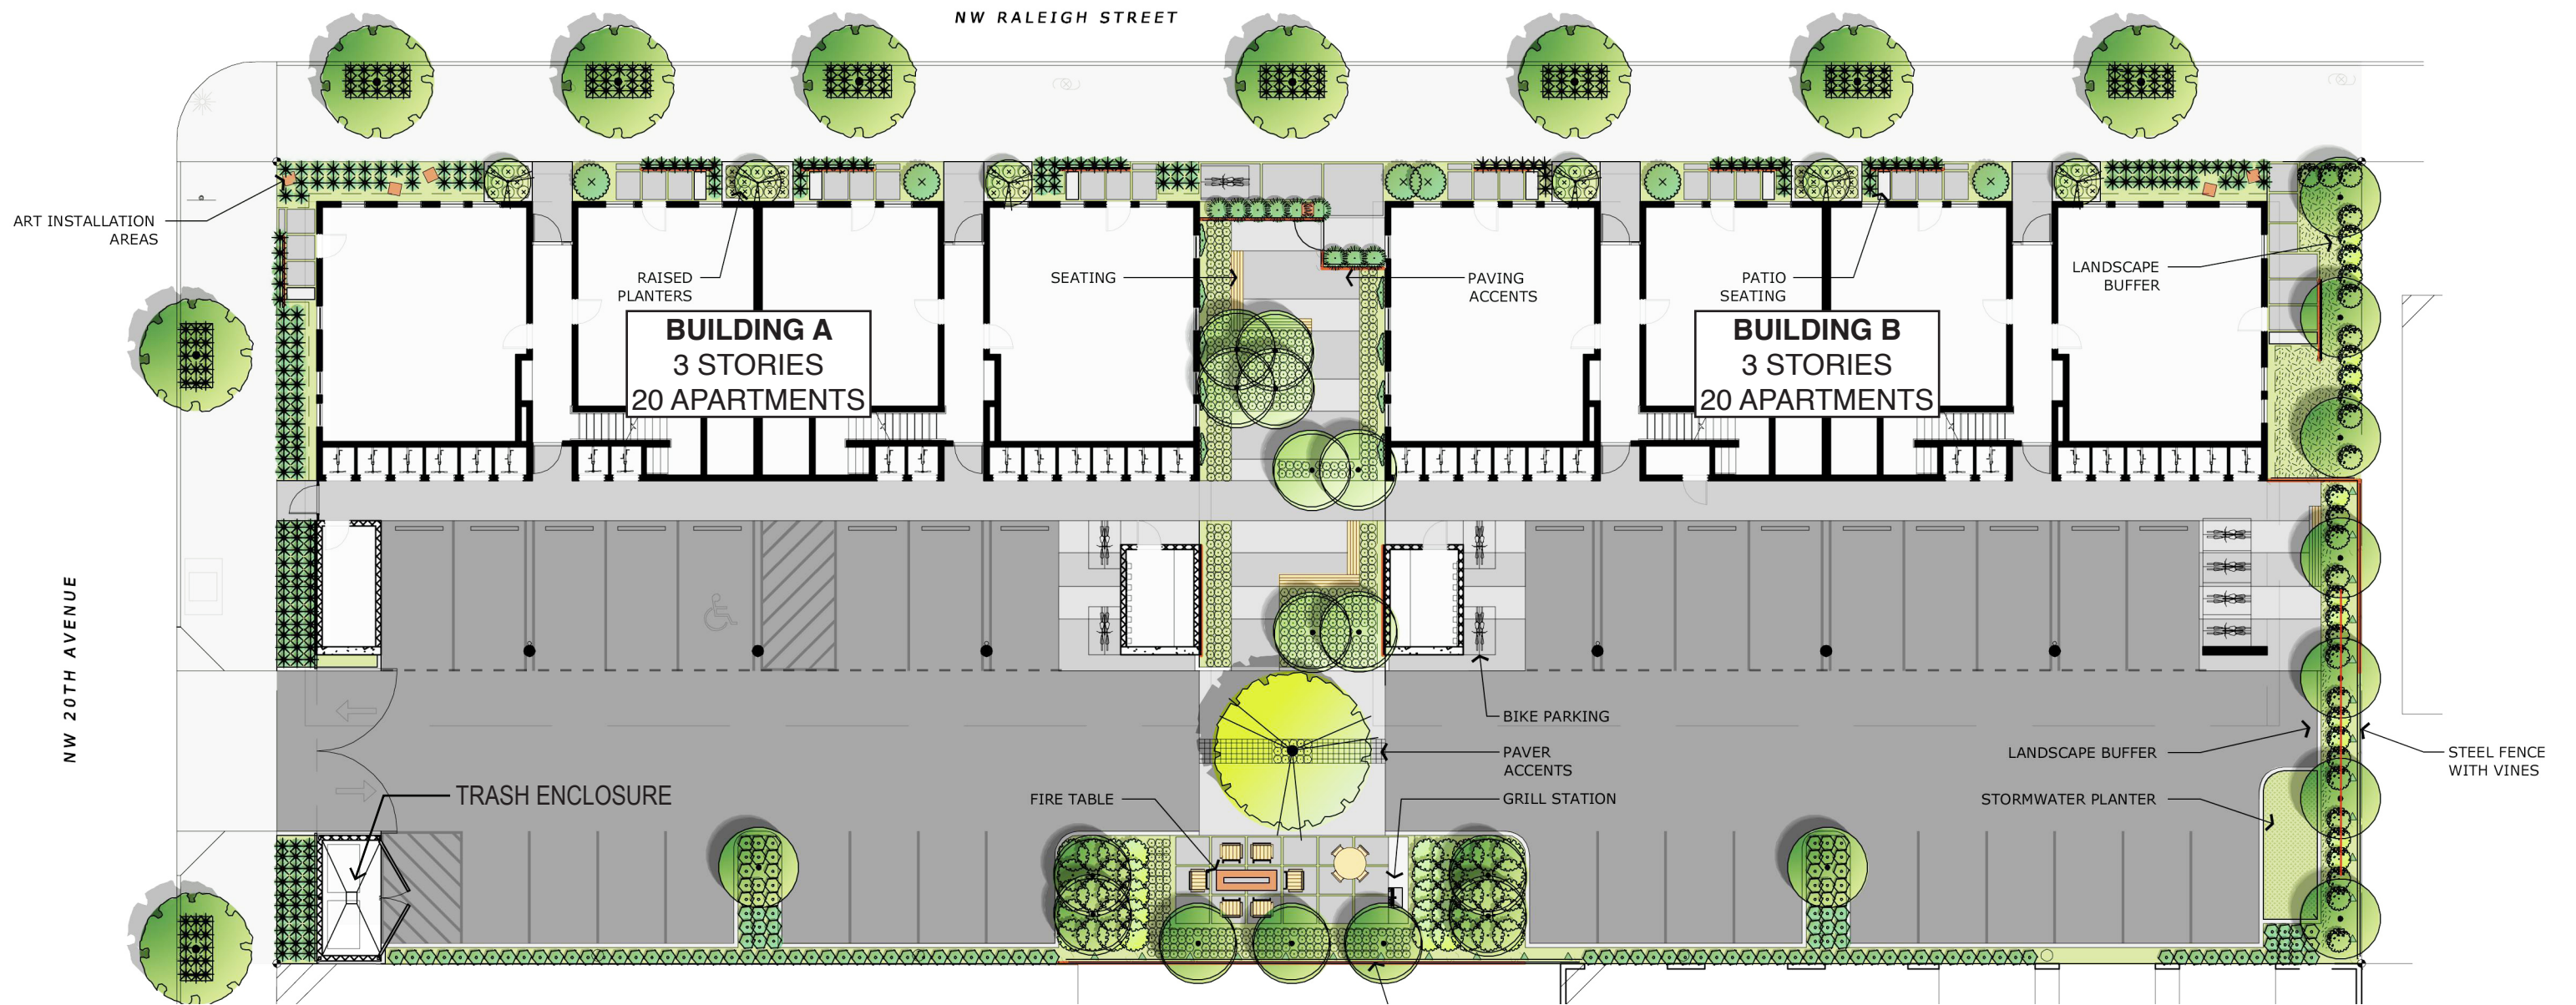 NW RALEIGH STREET
ART INSTALLATION
AREAS
RAISED
PLANTERS
SEATING
PAVING
ACCENTS
PATIO
SEATING
LANDSCAPE
BUFFER
BUILDING A
3 STORIES
20 APARTMENTS
BUILDING B
3 STORIES
20 APARTMENTS
NW 20TH AVENUE
BIKE PARKING
PAVER
ACCENTS
LANDSCAPE BUFFER
STEEL FENCE
WITH VINES
TRASH ENCLOSURE
FIRE TABLE
GRILL STATION
STORMWATER PLANTER